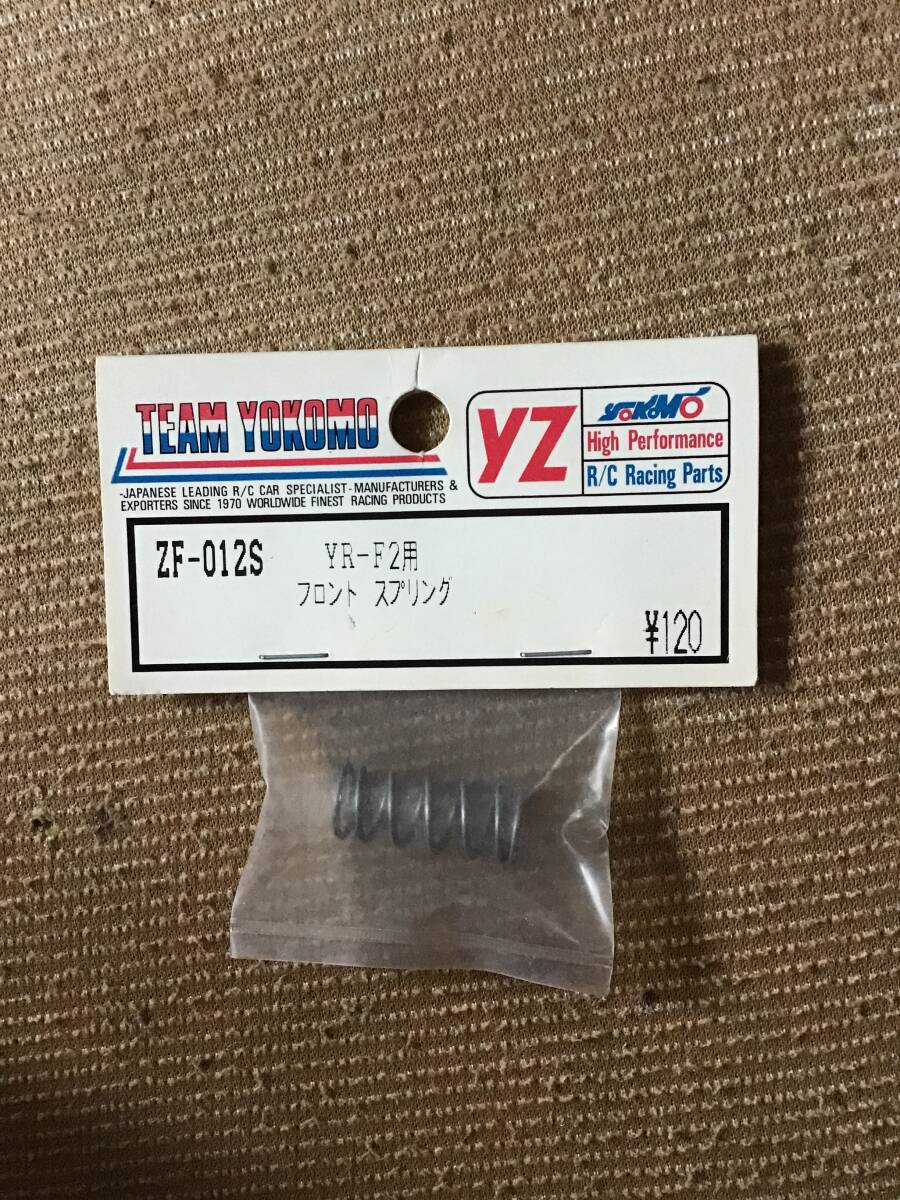 TEAM YOKOMO
-JAPANESE LEADING R/C CAR SPECIALIST-MANUFACTURERS &
EXPORTERS SINCE 1970 WORLDWIDE FINEST RACING PRODUCTS
YZ
YOKOMO
High Performance
R/C Racing Parts
ZF-012S
YR-F2用
フロント スプリング
¥120